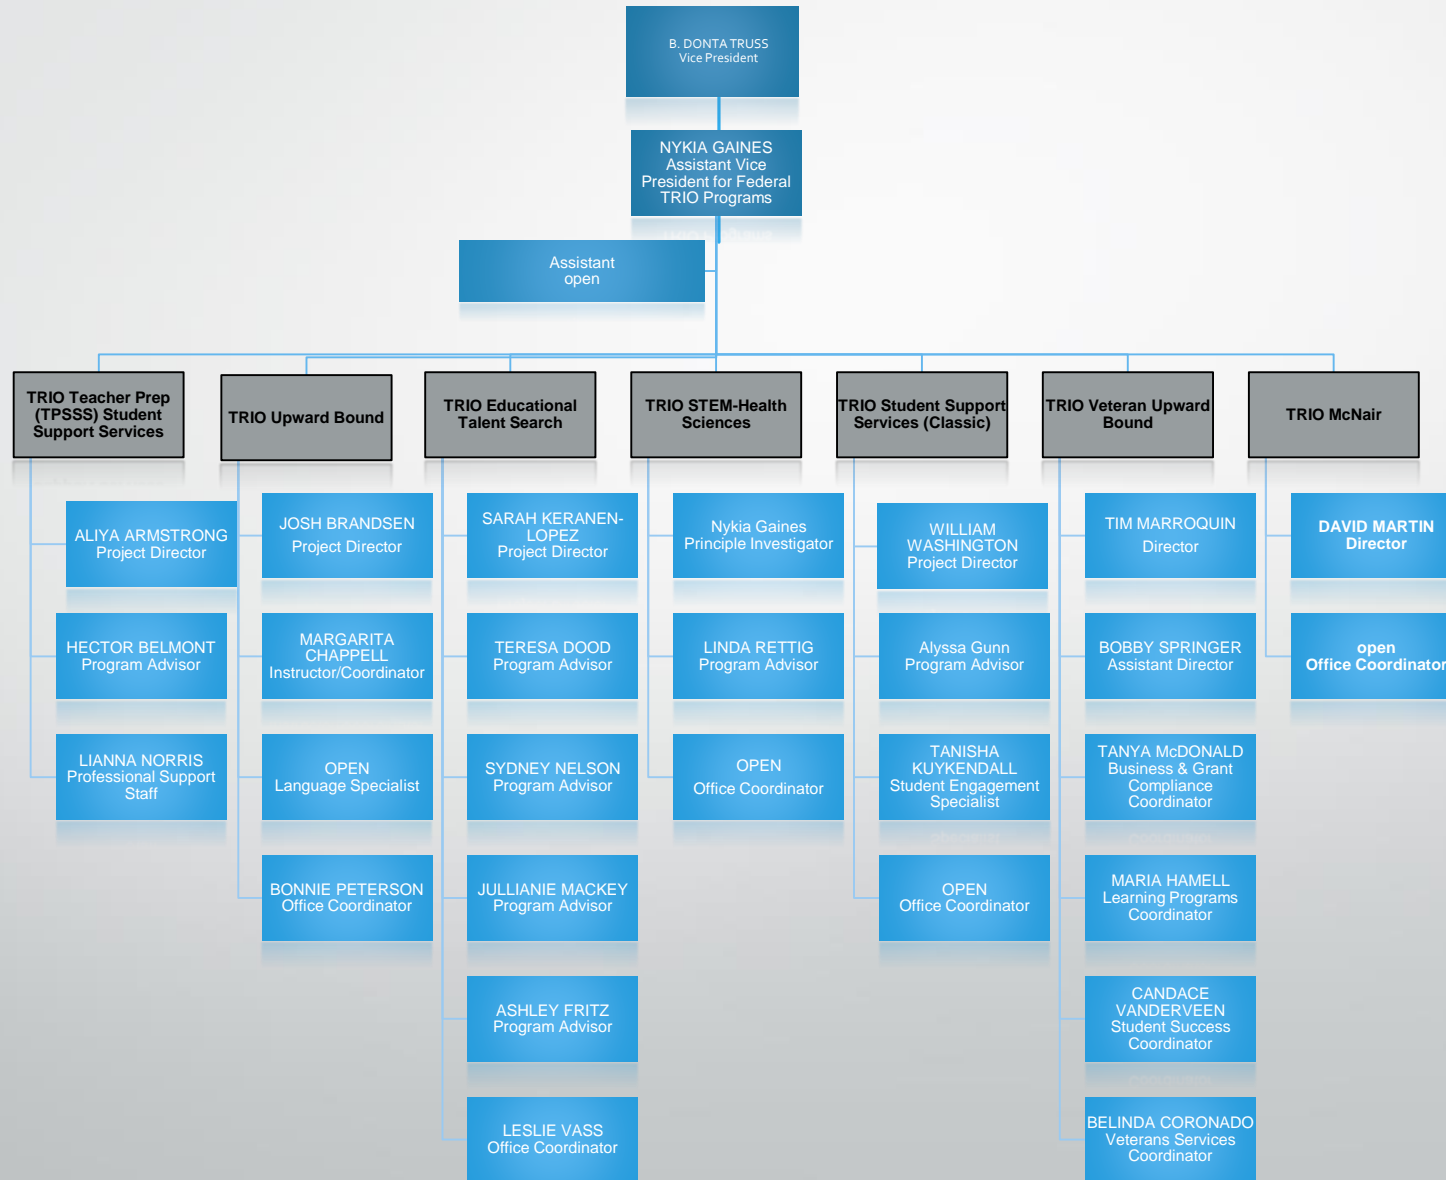 B. DONTA TRUSS
Vice President
NYKIA GAINES
Assistant Vice
President for Federal
TRIO Programs
Assistant
open
TRIO Teacher Prep
(TPSSS) Student
Support Services
TRIO Upward Bound
TRIO Educational
Talent Search
TRIO STEM-Health
Sciences
TRIO Student Support
Services (Classic)
TRIO Veteran Upward
Bound
TRIO McNair
ALIYA ARMSTRONG
Project Director
HECTOR BELMONT
Program Advisor
LIANNA NORRIS
Professional Support
Staff
JOSH BRANDSEN
Project Director
MARGARITA
CHAPPELL
Instructor/Coordinator
OPEN
Language Specialist
BONNIE PETERSON
Office Coordinator
SARAH KERANEN-
LOPEZ
Project Director
TERESA DOOD
Program Advisor
SYDNEY NELSON
Program Advisor
JULLIANIE MACKEY
Program Advisor
ASHLEY FRITZ
Program Advisor
LESLIE VASS
Office Coordinator
Nykia Gaines
Principle Investigator
LINDA RETTIG
Program Advisor
OPEN
Office Coordinator
WILLIAM
WASHINGTON
Project Director
Alyssa Gunn
Program Advisor
TANISHA
KUYKENDALL
Student Engagement
Specialist
OPEN
Office Coordinator
TIM MARROQUIN
Director
BOBBY SPRINGER
Assistant Director
TANYA McDONALD
Business & Grant
Compliance
Coordinator
MARIA HAMELL
Learning Programs
Coordinator
CANDACE
VANDERVEEN
Student Success
Coordinator
BELINDA CORONADO
Veterans Services
Coordinator
DAVID MARTIN
Director
open
Office Coordinator